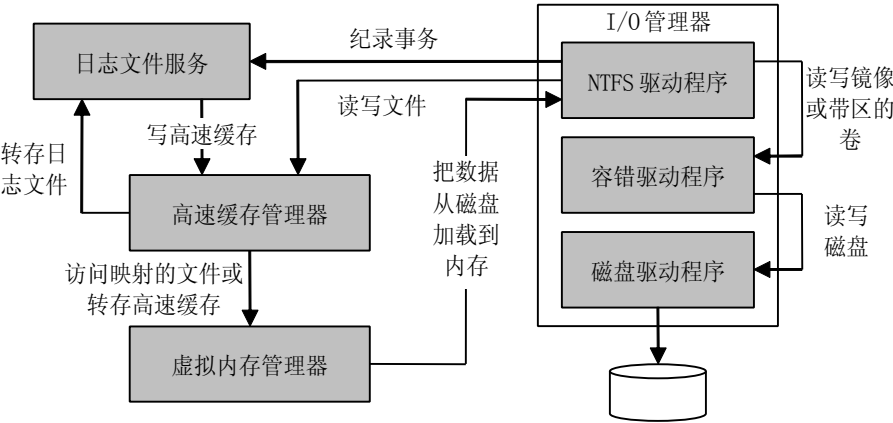 I/O管理器
纪录事务
日志文件服务
NTFS 驱动程序
读写文件
读写镜像
或带区的
卷
写高速缓存
转存日
志文件
把数据
从磁盘
加载到
内存
容错驱动程序
高速缓存管理器
读写
磁盘
访问映射的文件或
转存高速缓存
磁盘驱动程序
虚拟内存管理器